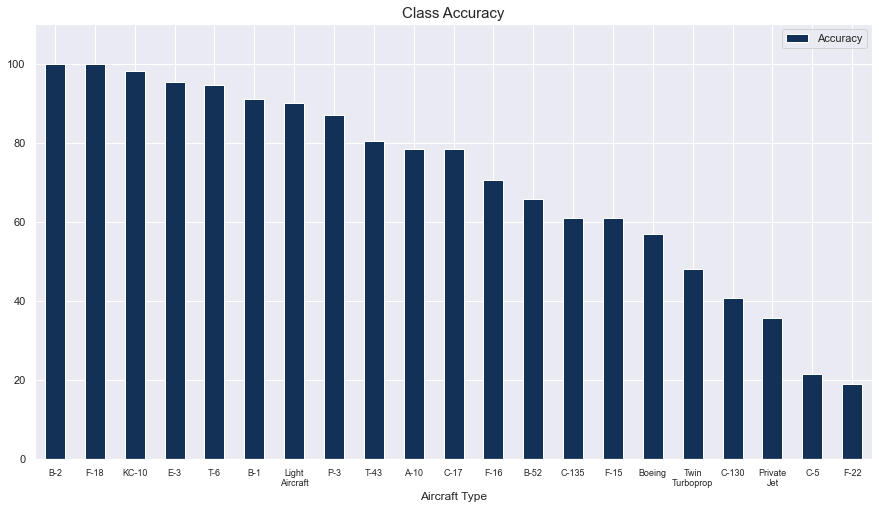 Class Accuracy
Accuracy
100
80
60
40
20
0
B-2 F-18 KC-10 E-3 T-6 B-1 Light Aircraft P-3 T-43 A-10 C-17 F-16 B-52 C-135 F-15 Boeing Twin Turboprop C-130 Private Jet C-5 F-22
Aircraft Type